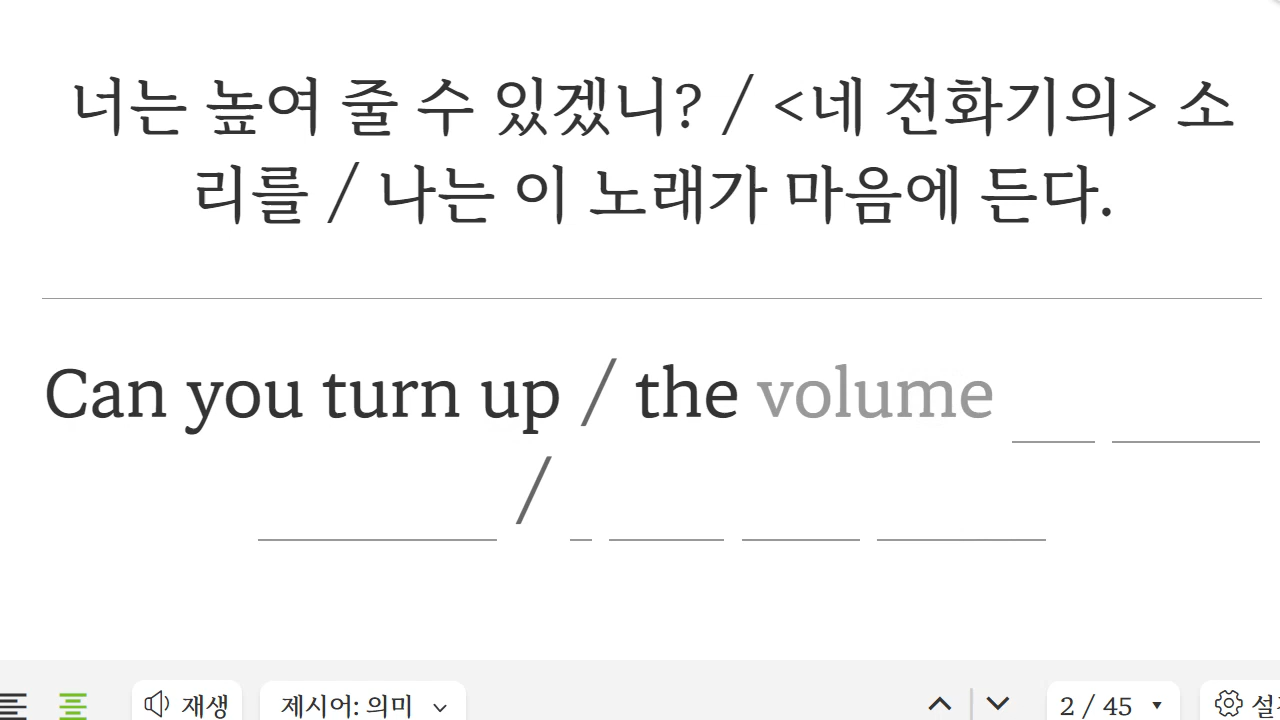 너는 높여 줄 수 있겠니? / <네 전화기의> 소
리를 / 나는 이 노래가 마음에 든다.
Can you turn up / the volume
/
재생 제시어: 의미 2 / 45